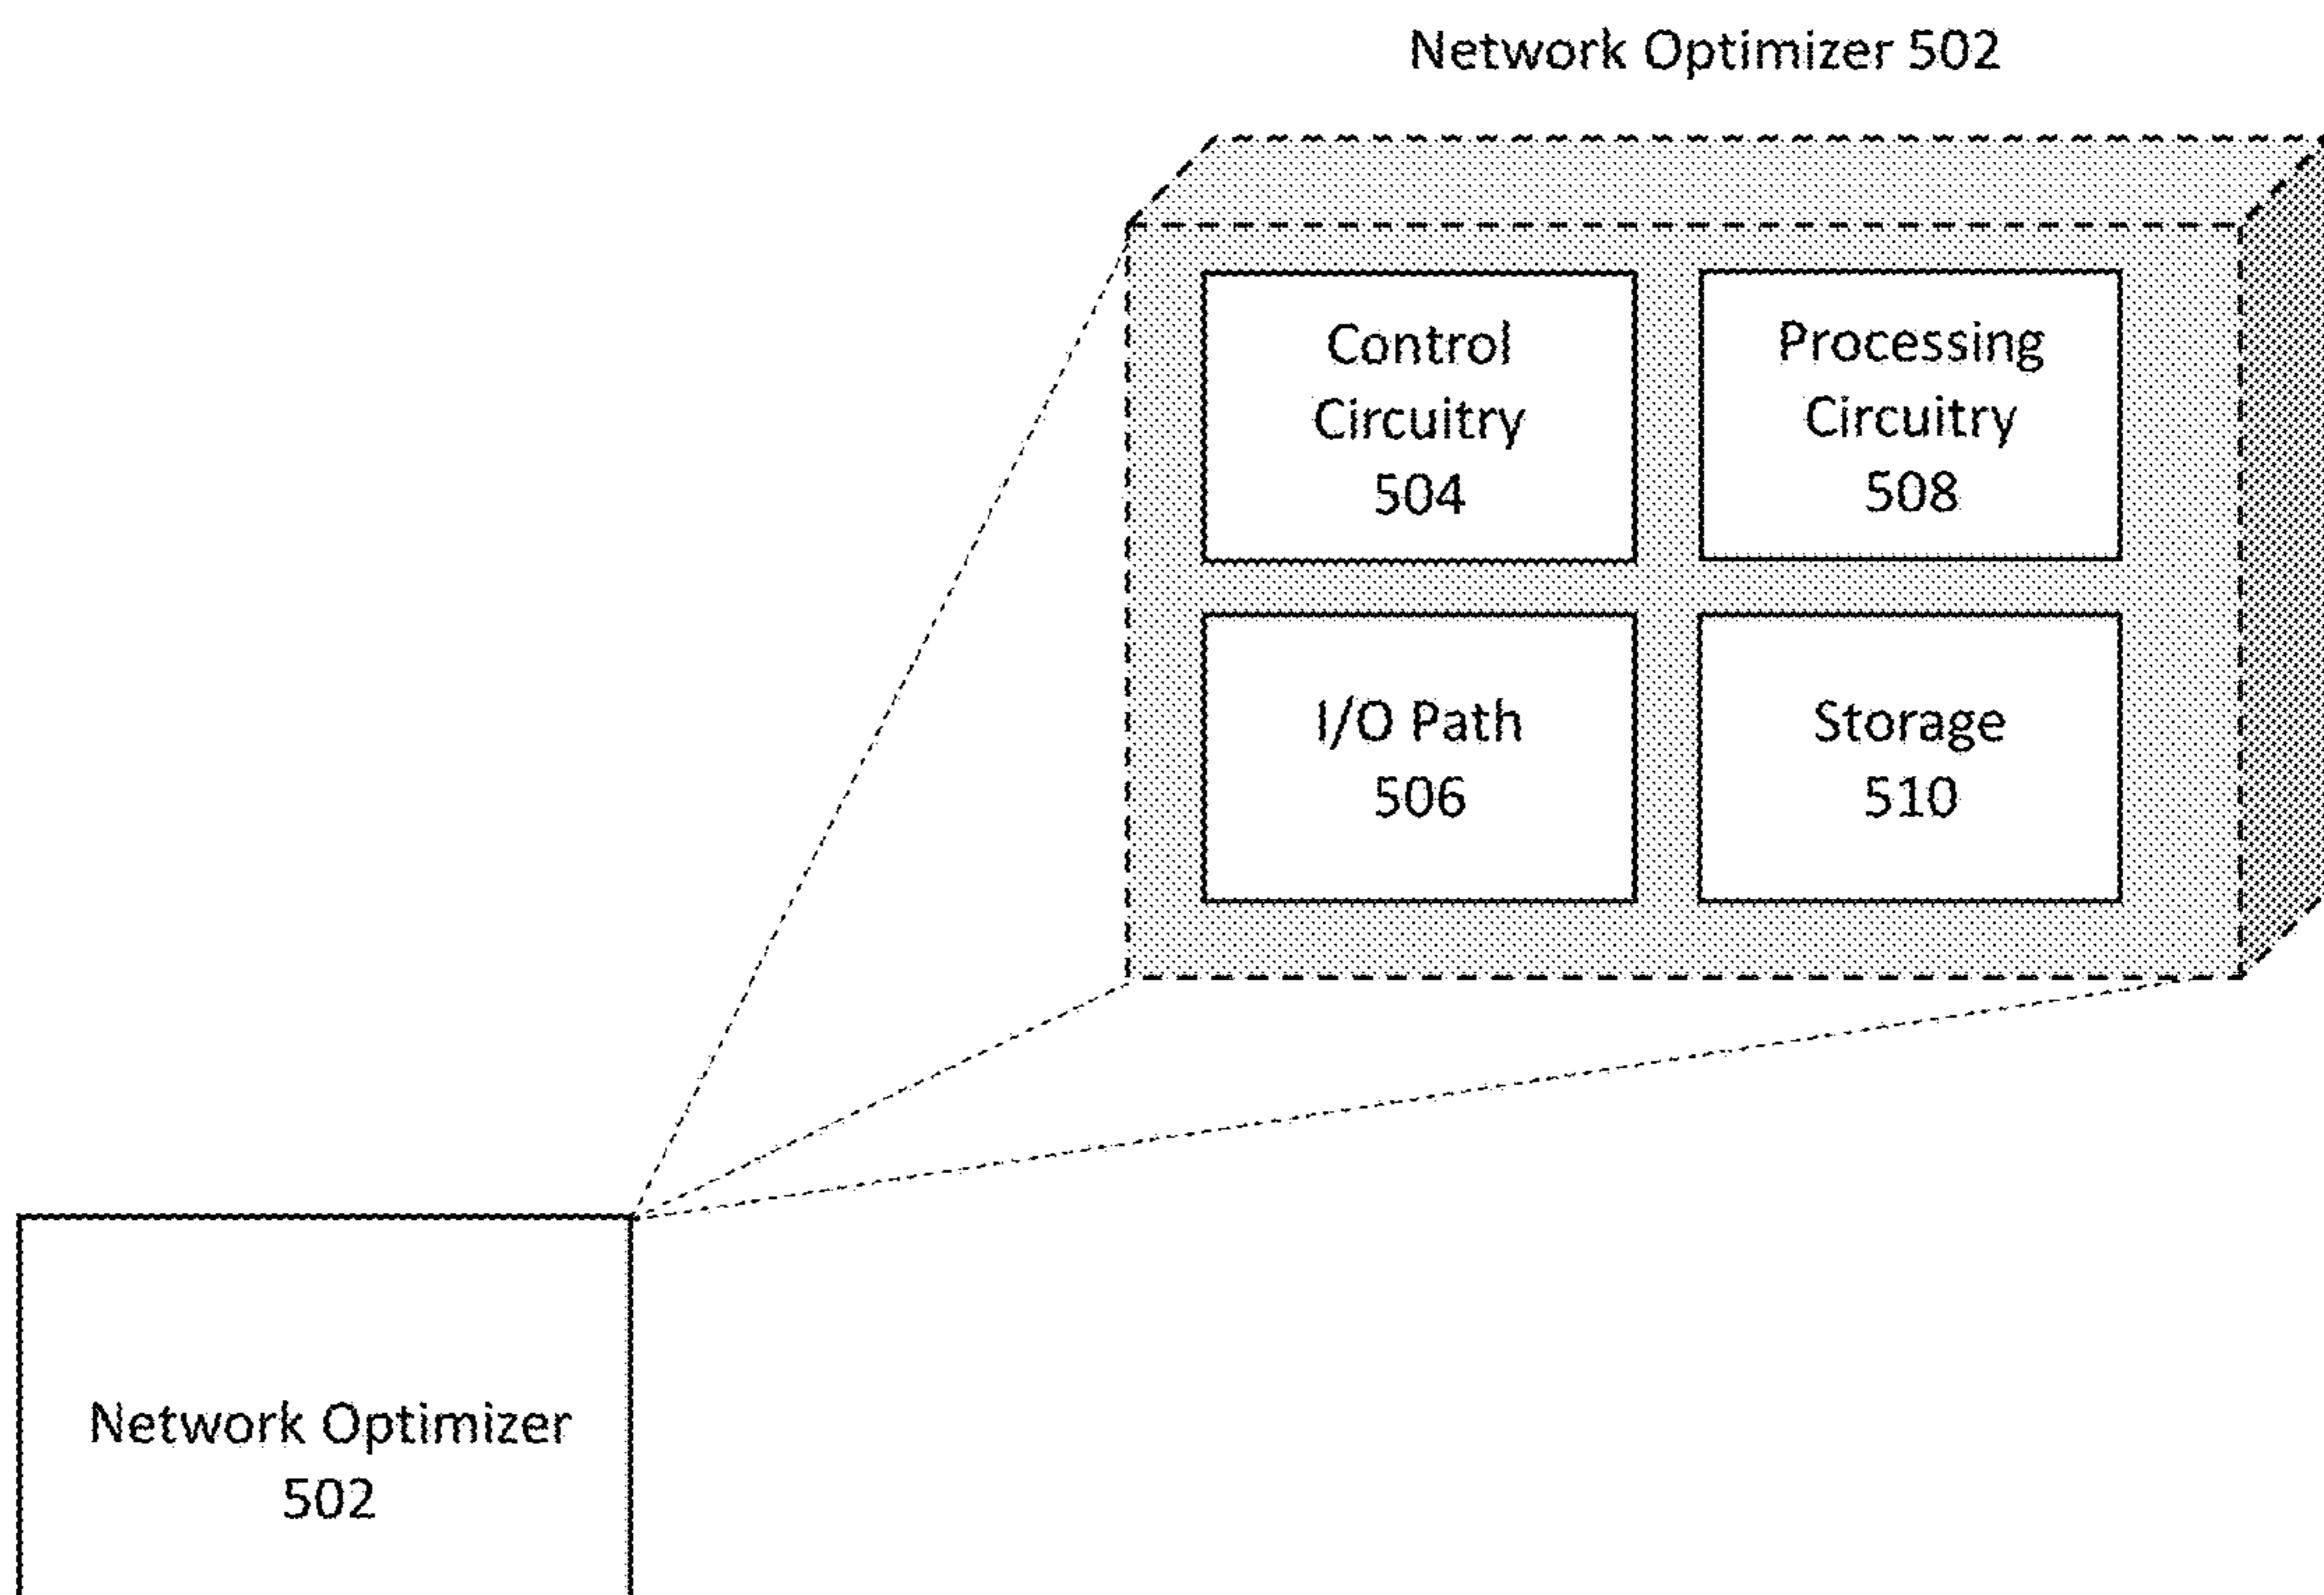 Network Optimizer 502
Control
Circuitry
504
Processing
Circuitry
508
I/O Path
506
Storage
510
Network Optimizer
502